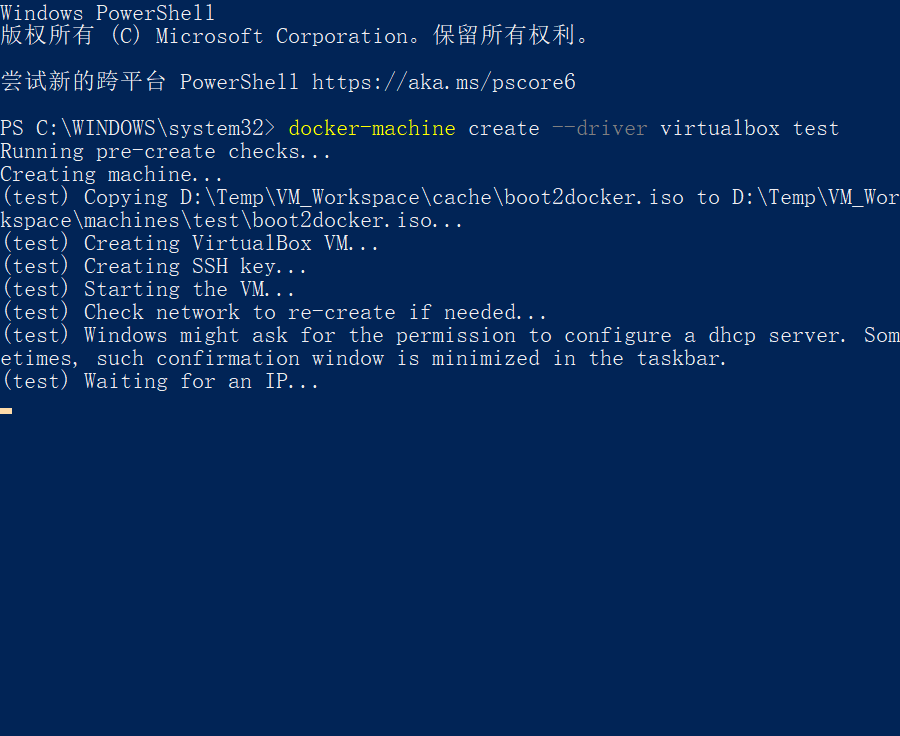 Windows PowerShell
版权所有 (C) Microsoft Corporation。保留所有权利。
尝试新的跨平台 PowerShell https://aka.ms/pscore6
PS C:\WINDOWS\system32> docker-machine create --driver virtualbox test
Running pre-create checks...
Creating machine...
(test) Copying D:\Temp\VM_Workspace\cache\boot2docker.iso to D:\Temp\VM_Wor
kspace\machines\test\boot2docker.iso...
(test) Creating VirtualBox VM...
(test) Creating SSH key...
(test) Starting the VM...
(test) Check network to re-create if needed...
(test) Windows might ask for the permission to configure a dhcp server. Som
etimes, such confirmation window is minimized in the taskbar.
(test) Waiting for an IP...